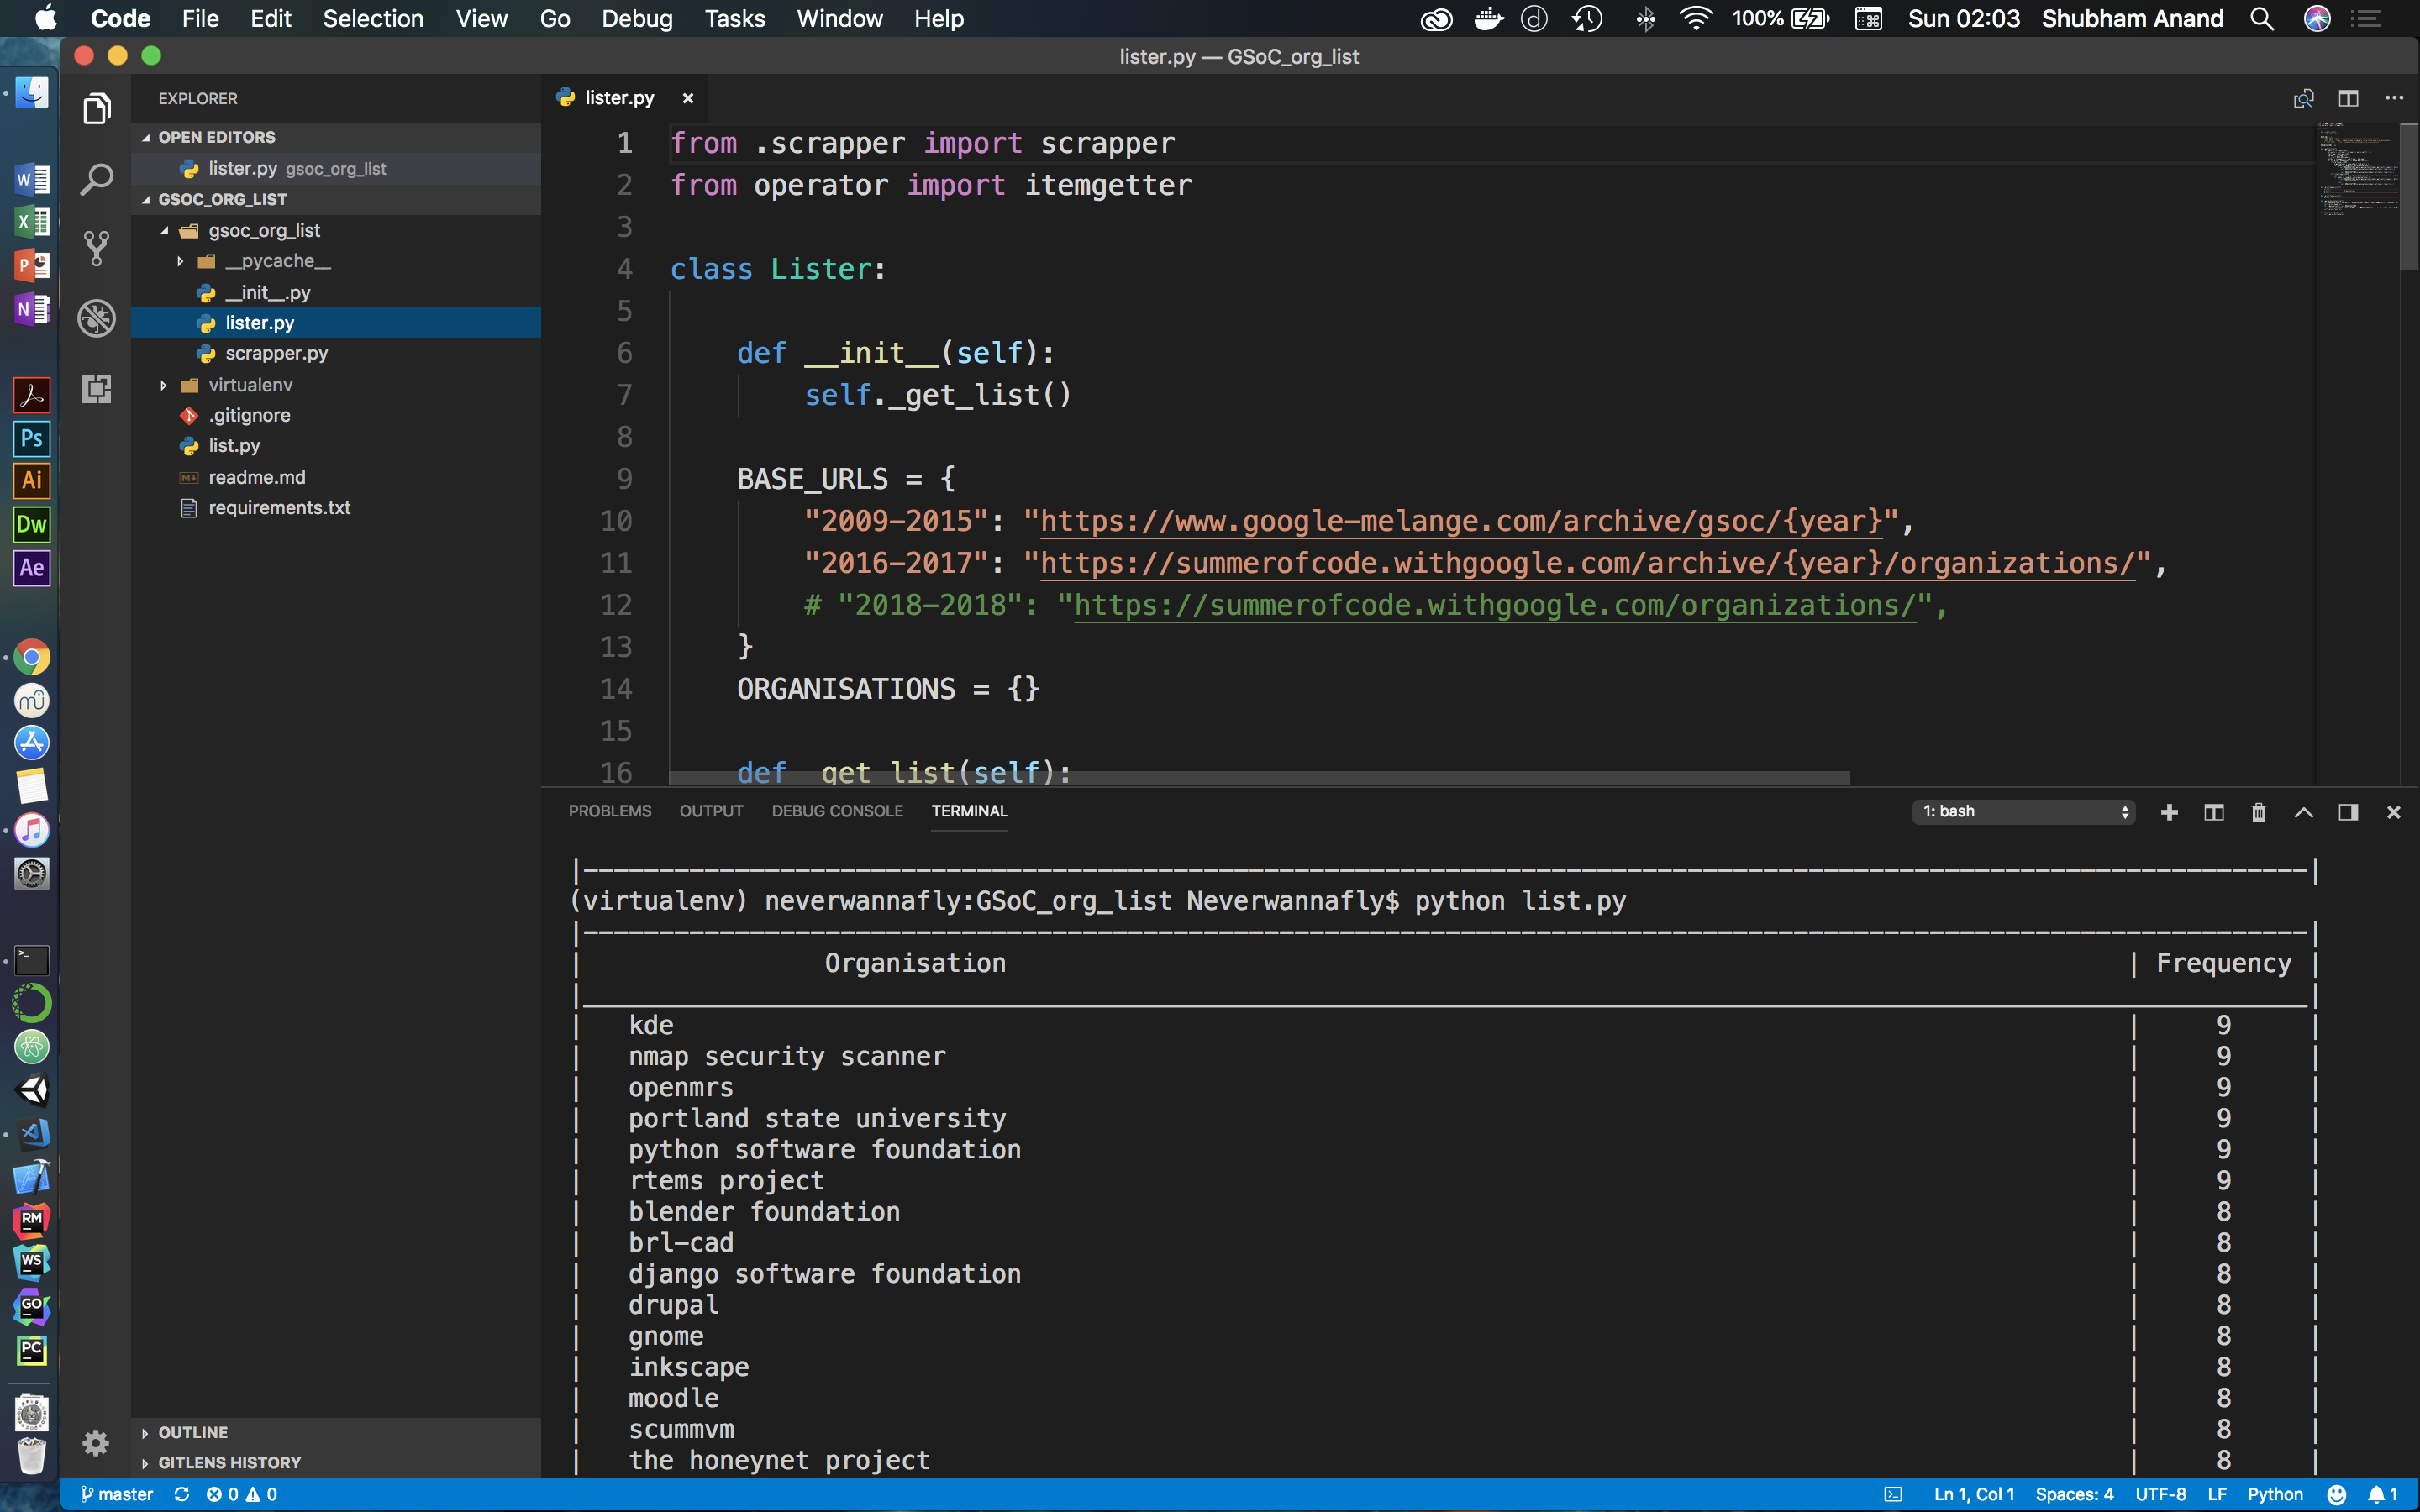 Code File Edit Selection View Go Debug Tasks Window Help 100% Sun 02:03 Shubham Anand
lister.py — GSoC_org_list
EXPLORER
OPEN EDITORS
lister.py gsoc_org_list
GSOC_ORG_LIST
gsoc_org_list
__pycache__
__init__.py
lister.py
scrapper.py
virtualenv
.gitignore
list.py
readme.md
requirements.txt
OUTLINE
GITLENS HISTORY
lister.py ×
1 from .scrapper import scrapper
2 from operator import itemgetter
3
4 class Lister:
5
6 def __init__(self):
7 self._get_list()
8
9 BASE_URLS = {
10 "2009-2015": "https://www.google-melange.com/archive/gsoc/{year}",
11 "2016-2017": "https://summerofcode.withgoogle.com/archive/{year}/organizations/",
12 # "2018-2018": "https://summerofcode.withgoogle.com/organizations/",
13 }
14 ORGANISATIONS = {}
15
16 def _get_list(self):
PROBLEMS OUTPUT DEBUG CONSOLE TERMINAL 1: bash
(virtualenv) neverwannafly:GSoC_org_list Neverwannafly$ python list.py
| Organisation | Frequency |
| kde | 9 |
| nmap security scanner | 9 |
| openmrs | 9 |
| portland state university | 9 |
| python software foundation | 9 |
| rtems project | 9 |
| blender foundation | 8 |
| brl-cad | 8 |
| django software foundation | 8 |
| drupal | 8 |
| gnome | 8 |
| inkscape | 8 |
| moodle | 8 |
| scummvm | 8 |
| the honeynet project | 8 |
master 0 0 Ln 1, Col 1 Spaces: 4 UTF-8 LF Python 1
W
X
P
N
Ps
Ai
Dw
Ae
RM
WS
GO
PC